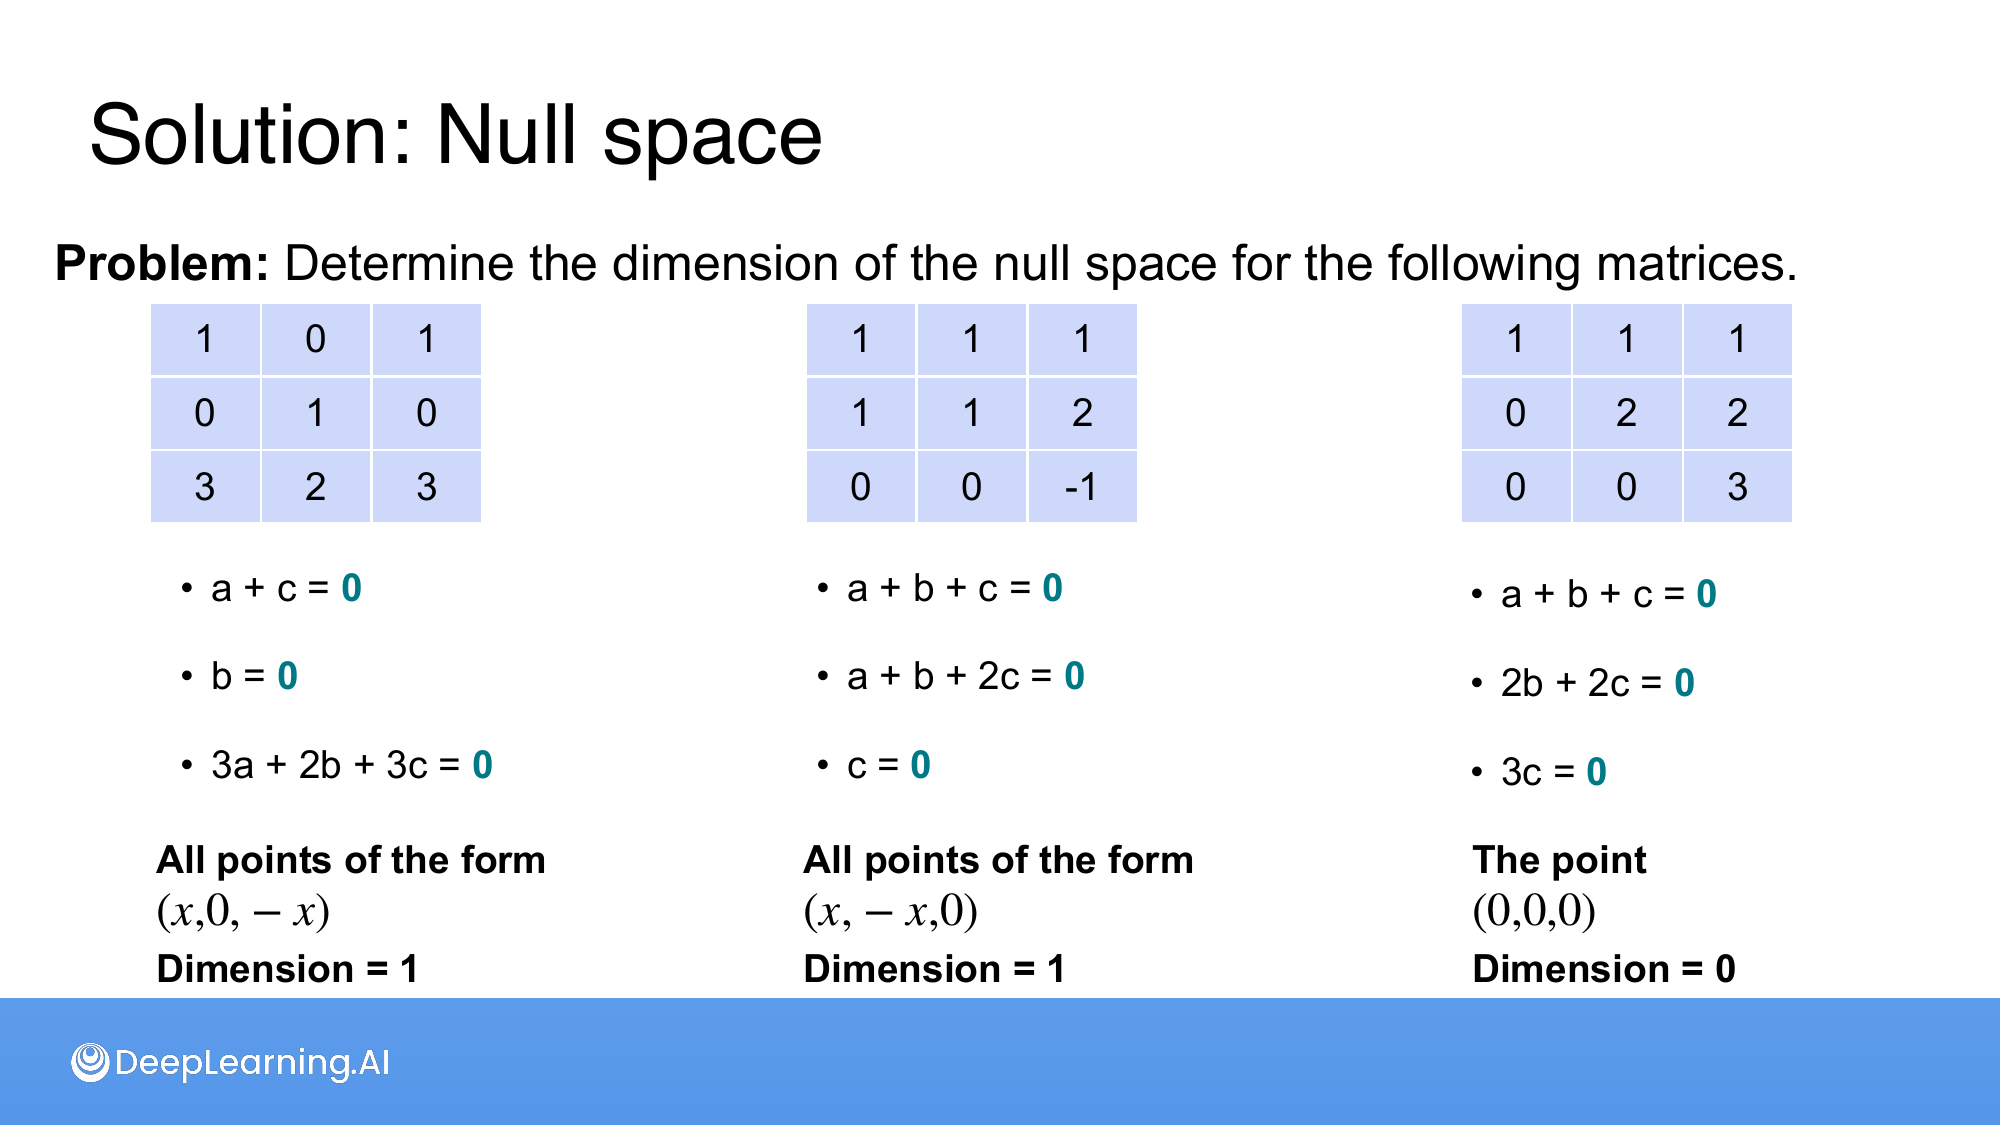 Solution: Null space
Problem: Determine the dimension of the null space for the following matrices.
1 0 1
0 1 0
3 2 3
• a + c = 0
• b = 0
• 3a + 2b + 3c = 0
All points of the form
(x,0, − x)
Dimension = 1
1 1 1
1 1 2
0 0 -1
• a + b + c = 0
• a + b + 2c = 0
• c = 0
All points of the form
(x, − x,0)
Dimension = 1
1 1 1
0 2 2
0 0 3
• a + b + c = 0
• 2b + 2c = 0
• 3c = 0
The point
(0,0,0)
Dimension = 0
DeepLearning.AI